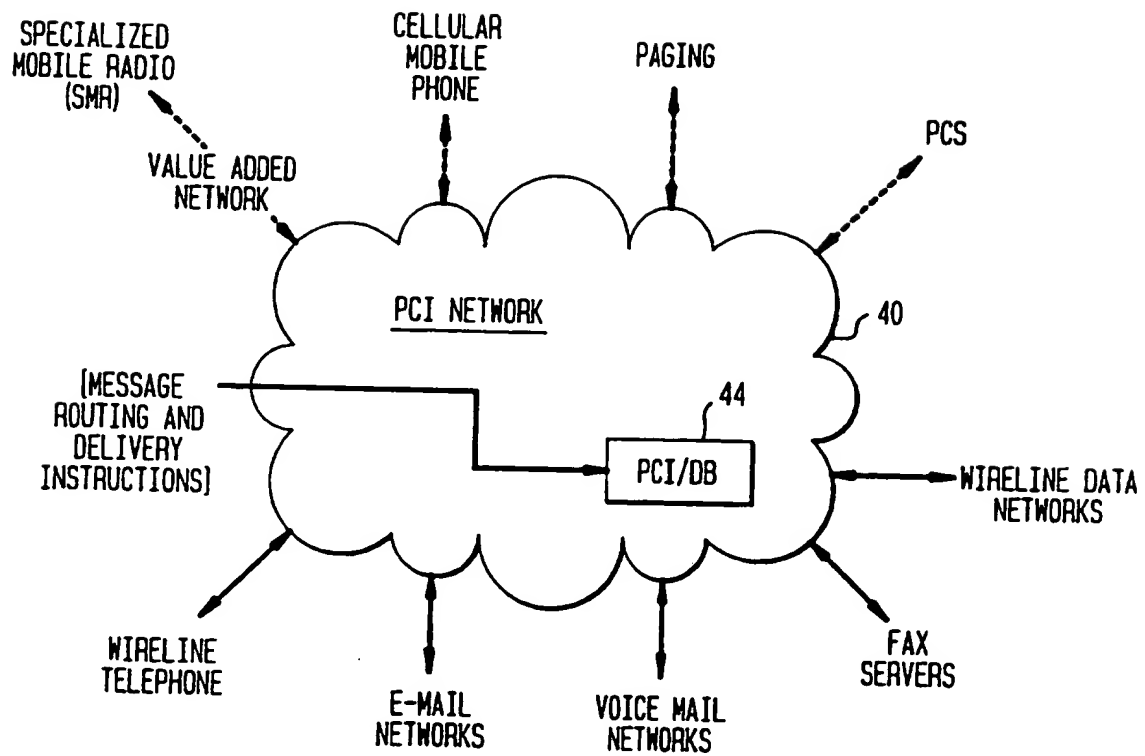 SPECIALIZED
MOBILE RADIO
(SMR)
CELLULAR
MOBILE
PHONE
PAGING
PCS
VALUE ADDED
NETWORK
PCI NETWORK
40
[MESSAGE
ROUTING AND
DELIVERY
INSTRUCTIONS]
44
PCI/DB
WIRELINE DATA
NETWORKS
WIRELINE
TELEPHONE
E-MAIL
NETWORKS
VOICE MAIL
NETWORKS
FAX
SERVERS